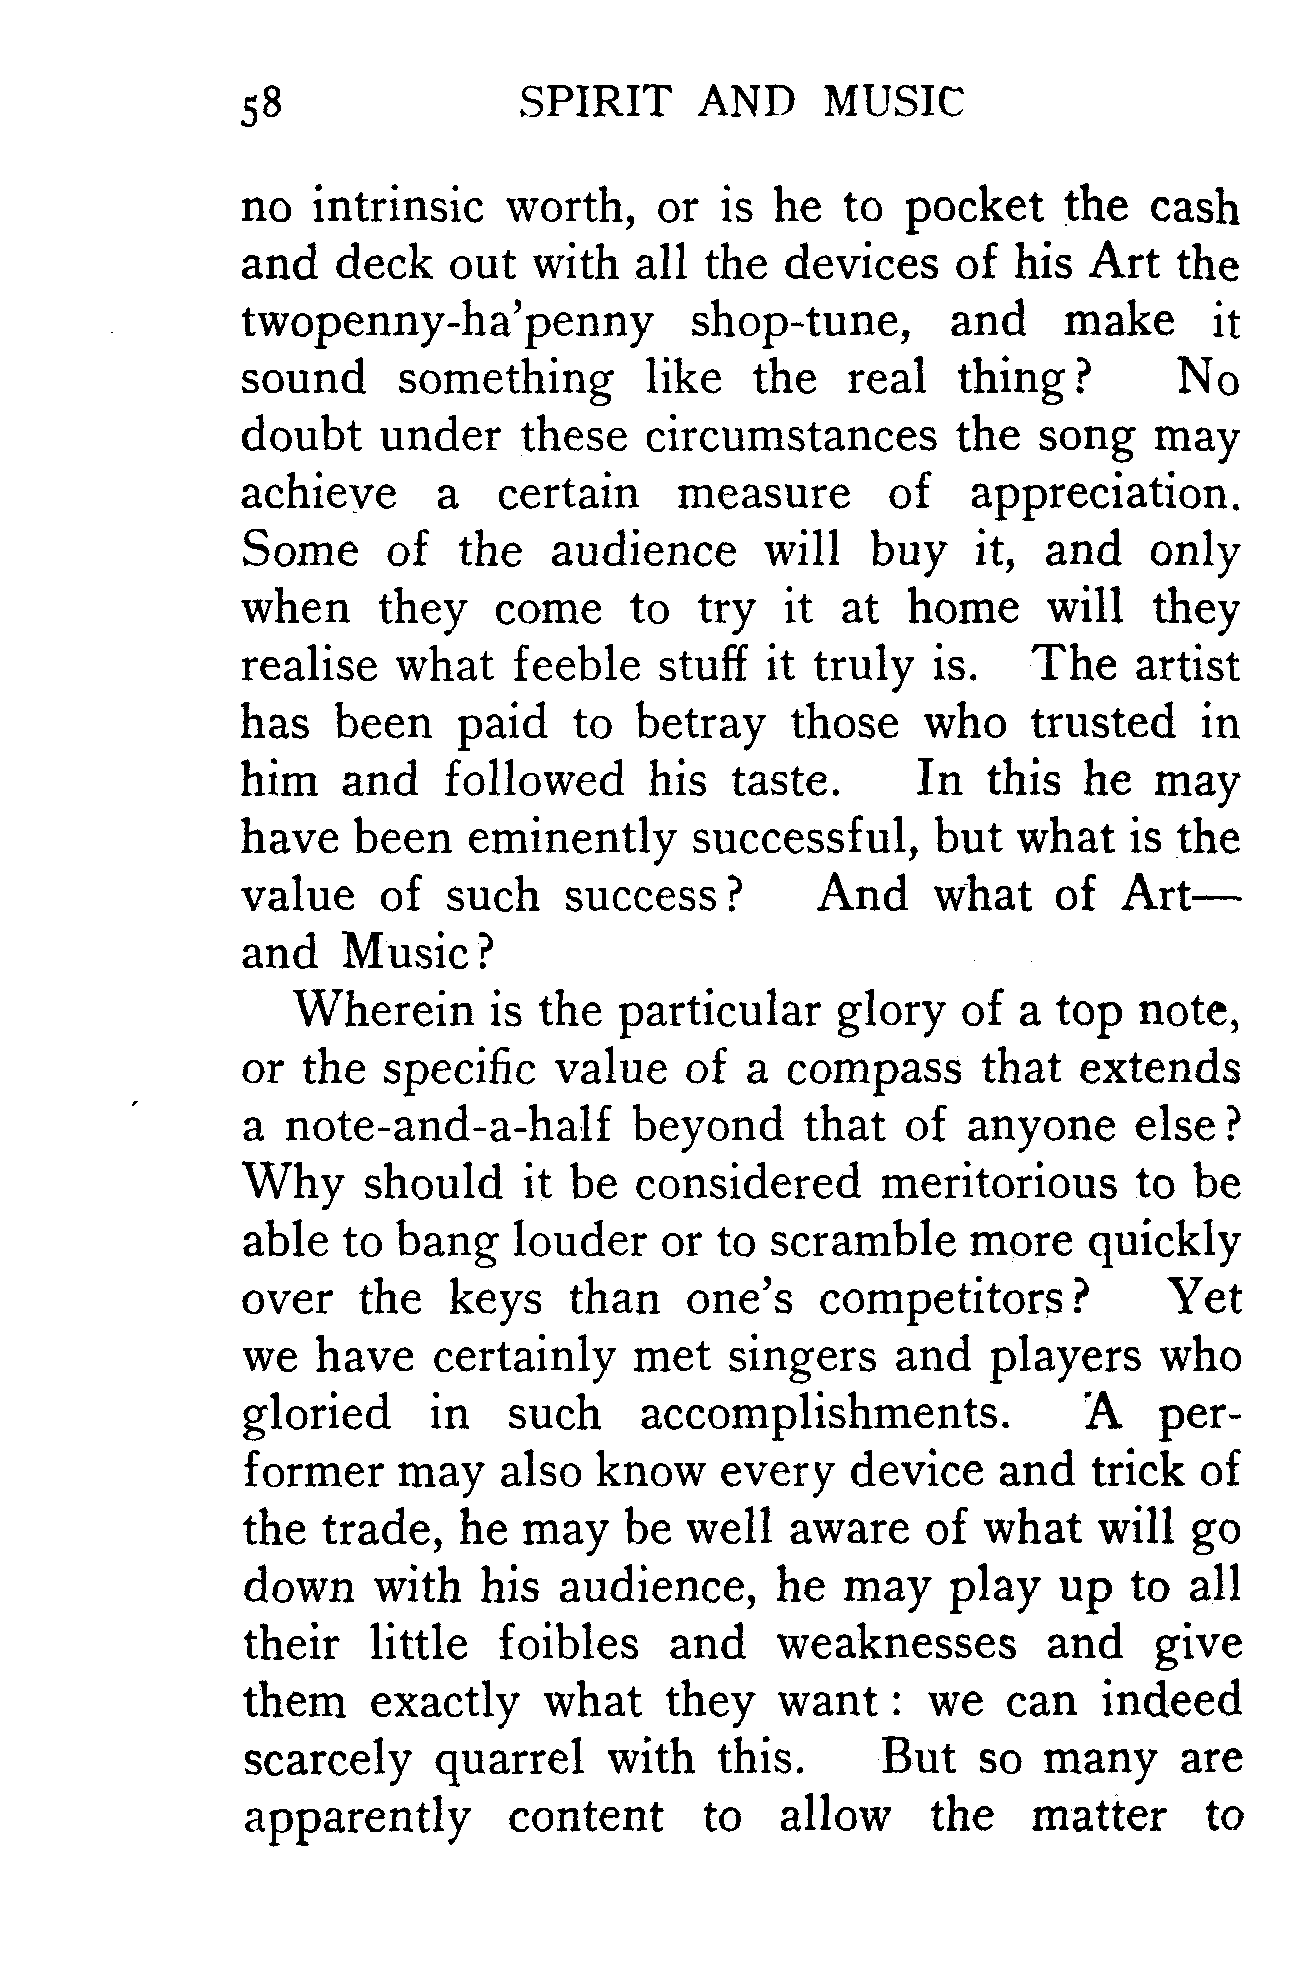 58 SPIRIT AND MUSIC
no intrinsic worth, or is he to pocket the cash
and deck out with all the devices of his Art the
twopenny-ha'penny shop-tune, and make it
sound something like the real thing? No
doubt under these circumstances the song may
achieve a certain measure of appreciation.
Some of the audience will buy it, and only
when they come to try it at home will they
realise what feeble stuff it truly is. The artist
has been paid to betray those who trusted in
him and followed his taste. In this he may
have been eminently successful, but what is the
value of such success? And what of Art—
and Music?
Wherein is the particular glory of a top note,
or the specific value of a compass that extends
a note-and-a-half beyond that of anyone else?
Why should it be considered meritorious to be
able to bang louder or to scramble more quickly
over the keys than one's competitors? Yet
we have certainly met singers and players who
gloried in such accomplishments. A per-
former may also know every device and trick of
the trade, he may be well aware of what will go
down with his audience, he may play up to all
their little foibles and weaknesses and give
them exactly what they want: we can indeed
scarcely quarrel with this. But so many are
apparently content to allow the matter to